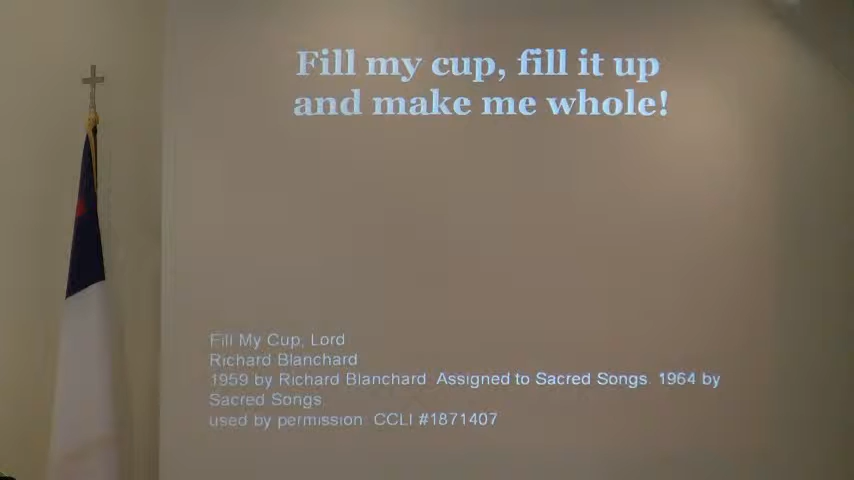 Fill my cup, fill it up
and make me whole!
Fill My Cup, Lord
Richard Blanchard
1959 by Richard Blanchard. Assigned to Sacred Songs. 1964 by
Sacred Songs.
used by permission. CCLI #1871407